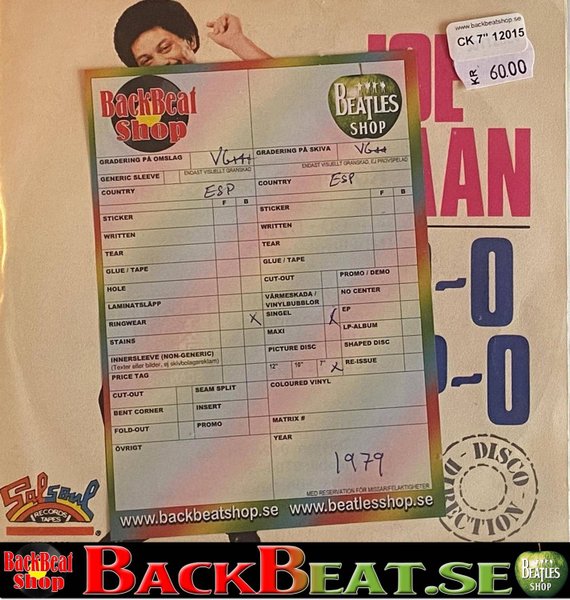 www.backbeatshop.se
CK 7" 12015
KR. 60.00
JOE
AAN
~O
~O
BackBeat
Shop
BEATLES
SHOP
GRADERING PÅ OMSLAG VG++
GRADERING PÅ SKIVA VG++
ENDAST VISUELLT GRANSKAD
ENDAST VISUELLT GRANSKAD, EJ PROVSPELAD
GENERIC SLEEVE
COUNTRY ESP
COUNTRY ESP
F B
F B
STICKER
STICKER
WRITTEN
WRITTEN
TEAR
TEAR
GLUE / TAPE
GLUE / TAPE
HOLE
CUT-OUT
PROMO / DEMO
LAMINATSLÄPP
VÄRMESKADA /
VINYLBUBBLOR
NO CENTER
RINGWEAR X
SINGEL X
EP
STAINS
MAXI
LP-ALBUM
INNERSLEEVE (NON-GENERIC)
(Texter eller bilder, ej skivbolagsreklam)
PICTURE DISC
SHAPED DISC
PRICE TAG
12" 10" 7" X
RE-ISSUE
CUT-OUT
SEAM SPLIT
COLOURED VINYL
BENT CORNER
INSERT
FOLD-OUT
PROMO
MATRIX #
ÖVRIGT
YEAR
1979
MED RESERVATION FÖR MISSAR/FELAKTIGHETER
www.backbeatshop.se www.beatlesshop.se
Salsoul
RECORDS
TAPES
DISCO
BackBeat
Shop
BACKBEAT.SE
BEATLES
SHOP